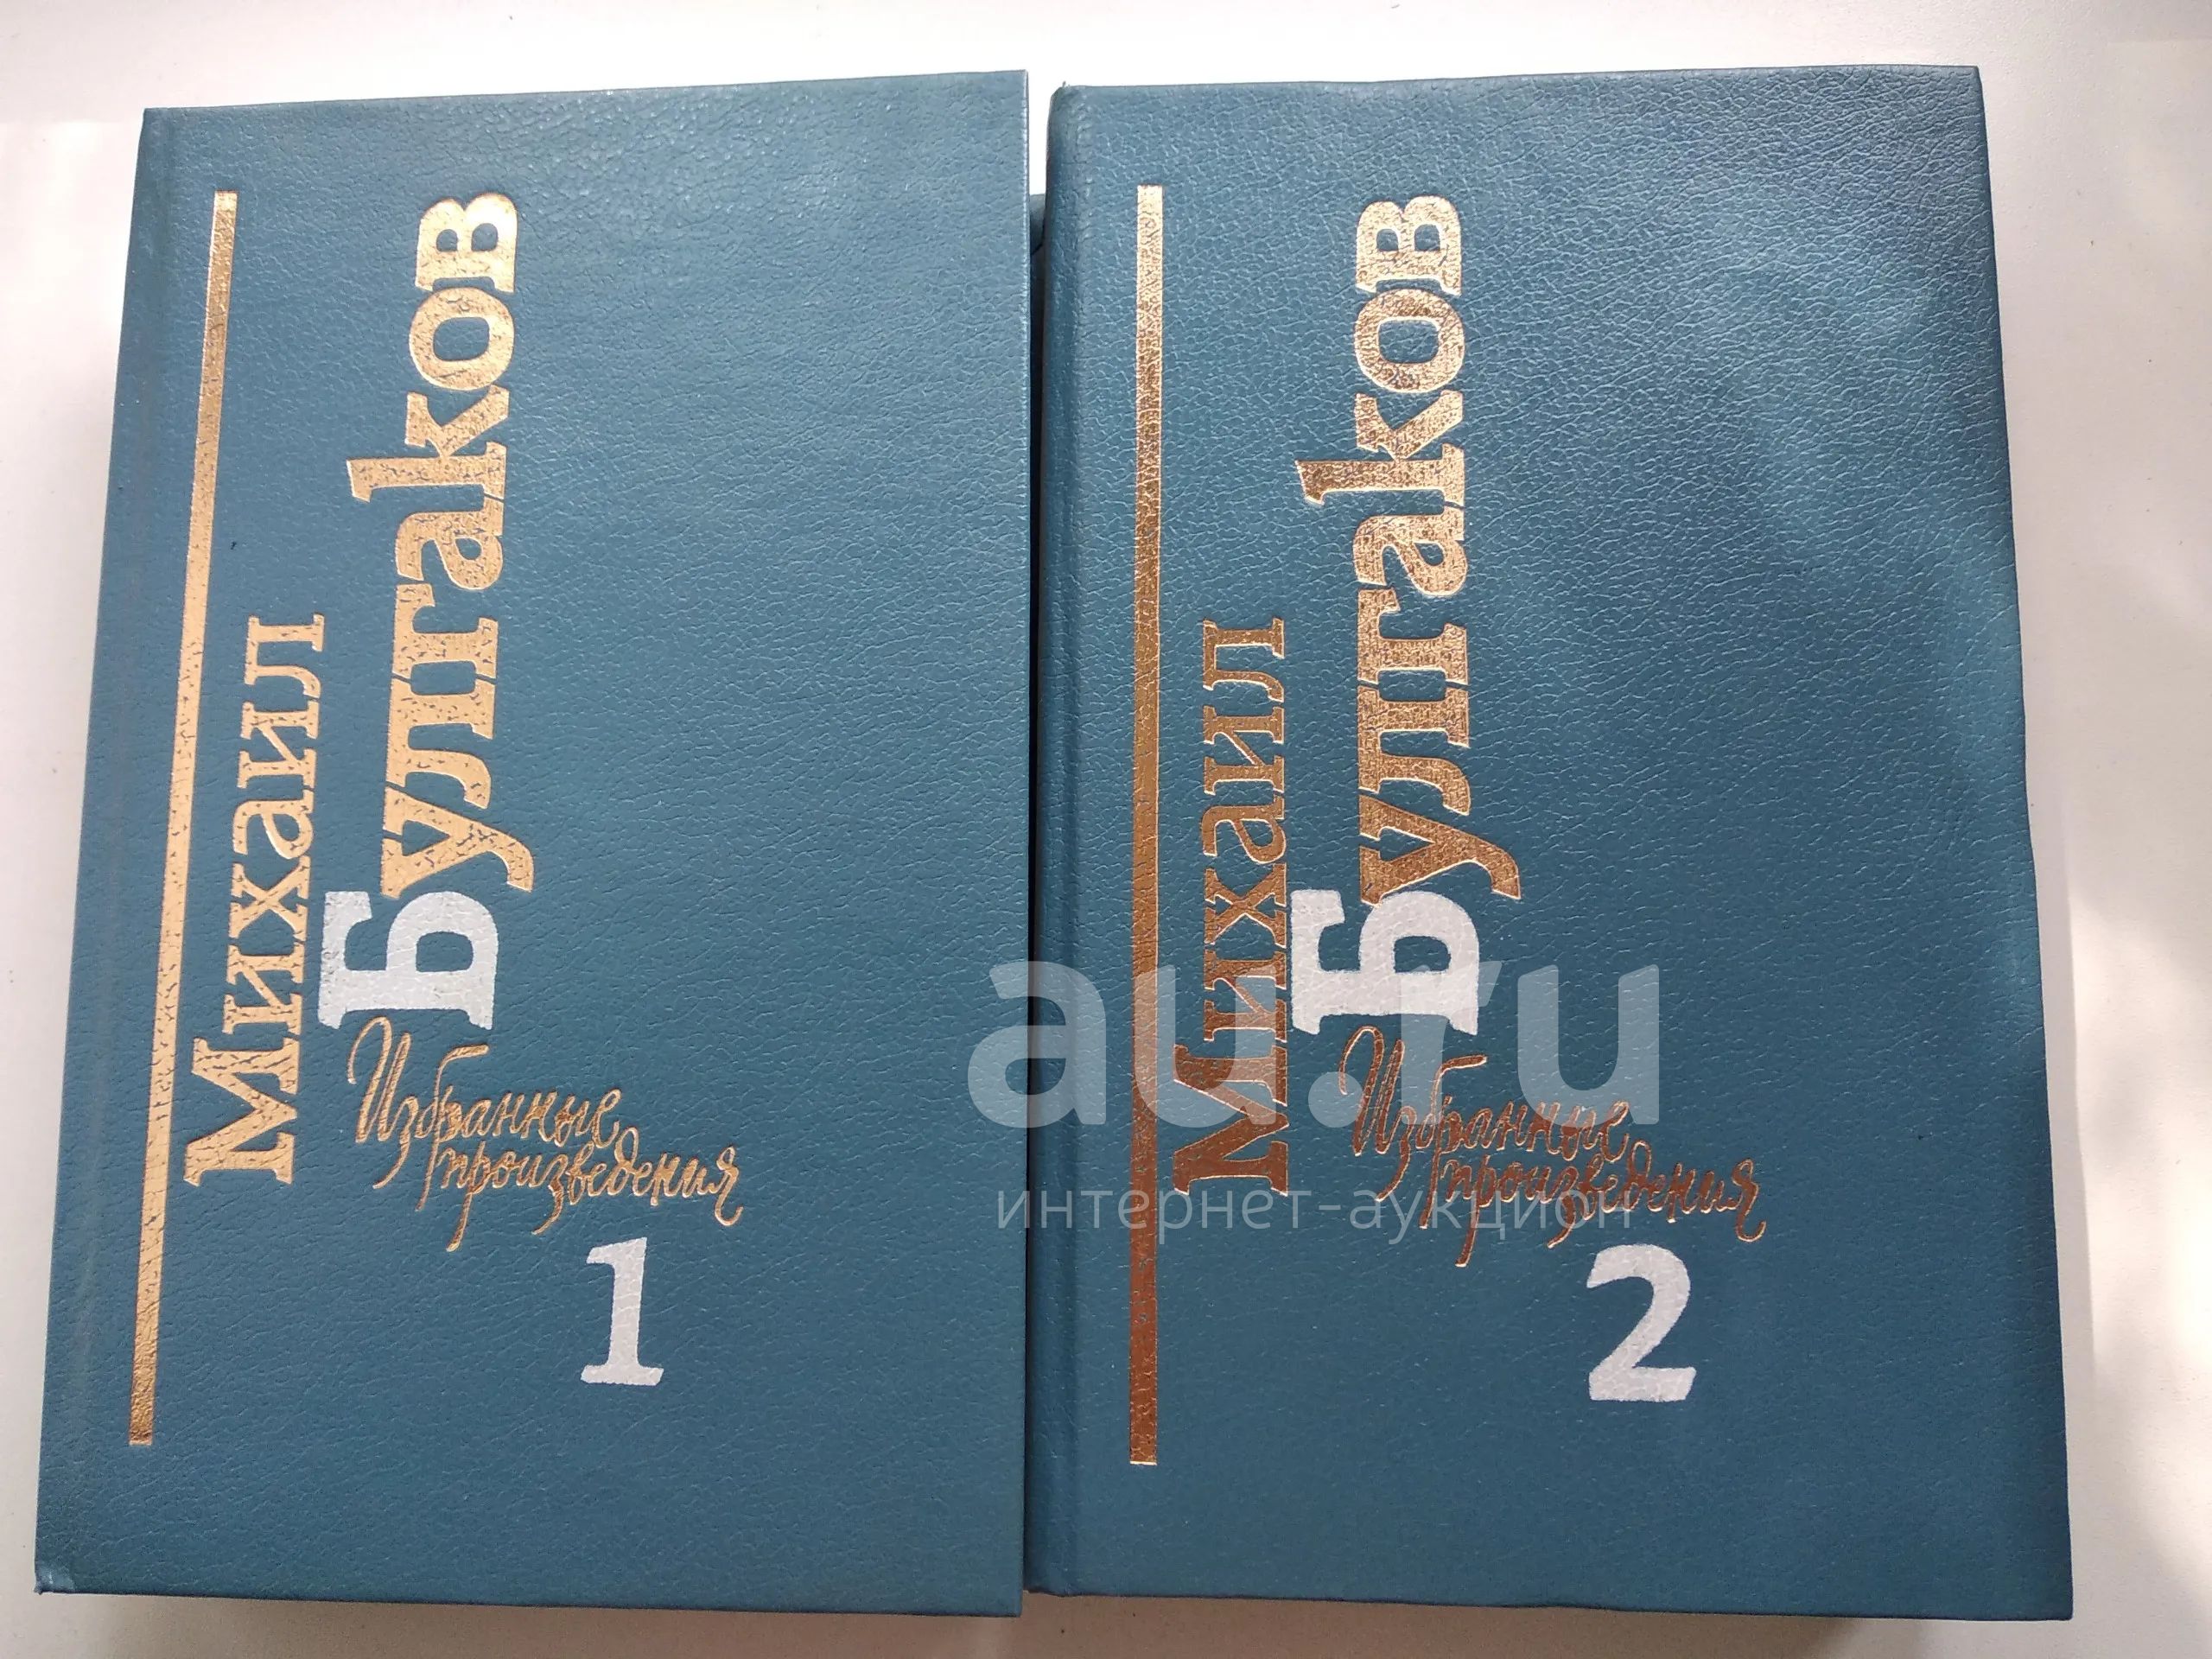 Михаил
Булгаков
Избранные
произведения
1
Михаил
Булгаков
Избранные
произведения
2
au.ru
интернет-аукцион